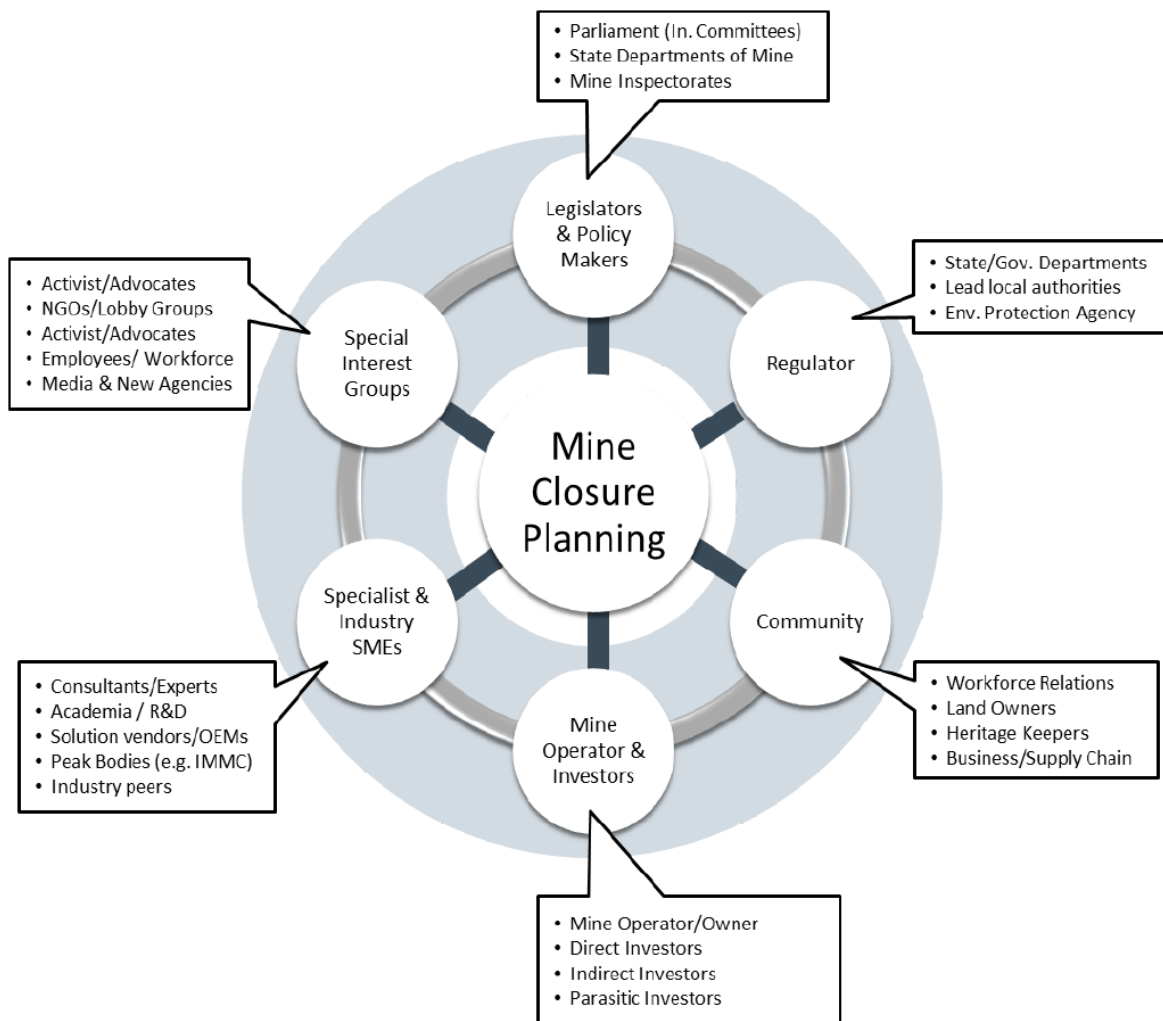 • Parliament (In. Committees)
• State Departments of Mine
• Mine Inspectorates
Legislators
& Policy
Makers
• State/Gov. Departments
• Lead local authorities
• Env. Protection Agency
Regulator
• Activist/Advocates
• NGOs/Lobby Groups
• Activist/Advocates
• Employees/ Workforce
• Media & New Agencies
Special
Interest
Groups
Mine
Closure
Planning
Specialist &
Industry
SMEs
• Consultants/Experts
• Academia / R&D
• Solution vendors/OEMs
• Peak Bodies (e.g. IMMC)
• Industry peers
Community
• Workforce Relations
• Land Owners
• Heritage Keepers
• Business/Supply Chain
Mine
Operator &
Investors
• Mine Operator/Owner
• Direct Investors
• Indirect Investors
• Parasitic Investors